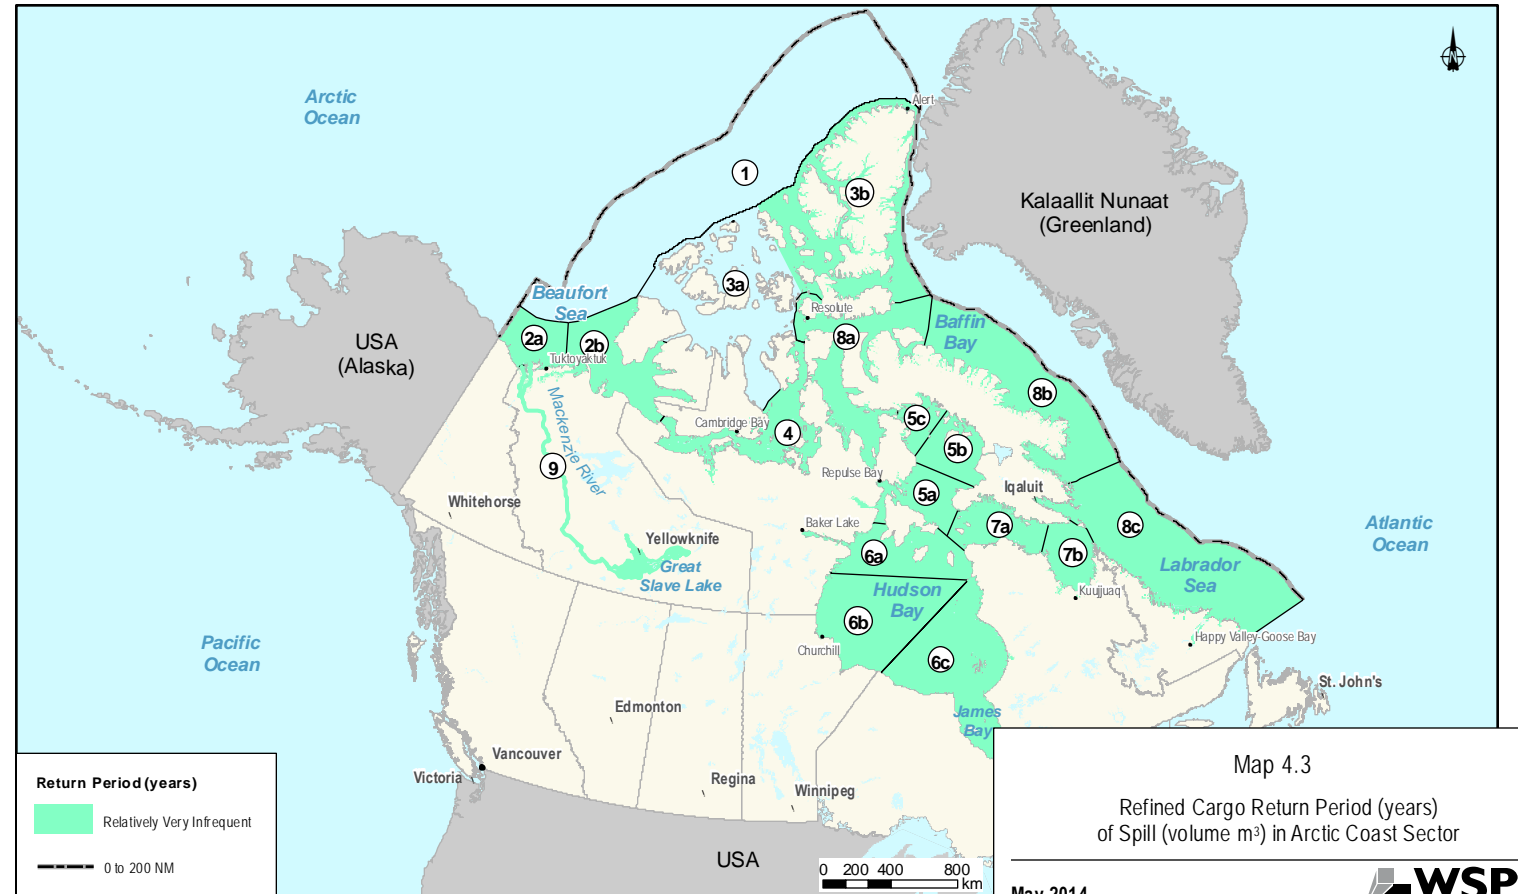 Arctic
Ocean
Alert
1
3b
Kalaallit Nunaat
(Greenland)
3a
Beaufort
Sea
Resolute
Baffin
Bay
USA
(Alaska)
2a
2b
8a
Tuktoyaktuk
8b
Mackenzie River
Cambridge Bay
4
5c
5b
9
Repulse Bay
5a
Iqaluit
Whitehorse
Baker Lake
7a
8c
Atlantic
Ocean
Yellowknife
6a
7b
Great
Slave Lake
Labrador
Sea
Hudson
Bay
Kuujjuaq
6b
Pacific
Ocean
Churchill
6c
Happy Valley-Goose Bay
St. John's
Edmonton
James
Bay
Vancouver
Victoria
Regina
Winnipeg
USA
Return Period (years)
Relatively Very Infrequent
0 to 200 NM
0 200 400 800
km
Map 4.3
Refined Cargo Return Period (years)
of Spill (volume m³) in Arctic Coast Sector
May 2014
WSP